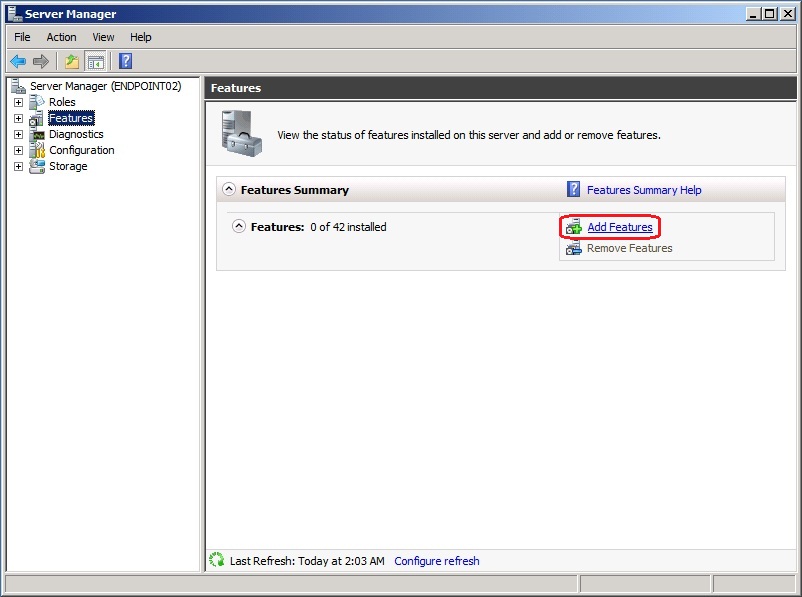 Server Manager
File Action View Help
Server Manager (ENDPOINT02)
Roles
Features
Diagnostics
Configuration
Storage
Features
View the status of features installed on this server and add or remove features.
Features Summary
Features Summary Help
Features: 0 of 42 installed
Add Features
Remove Features
Last Refresh: Today at 2:03 AM Configure refresh